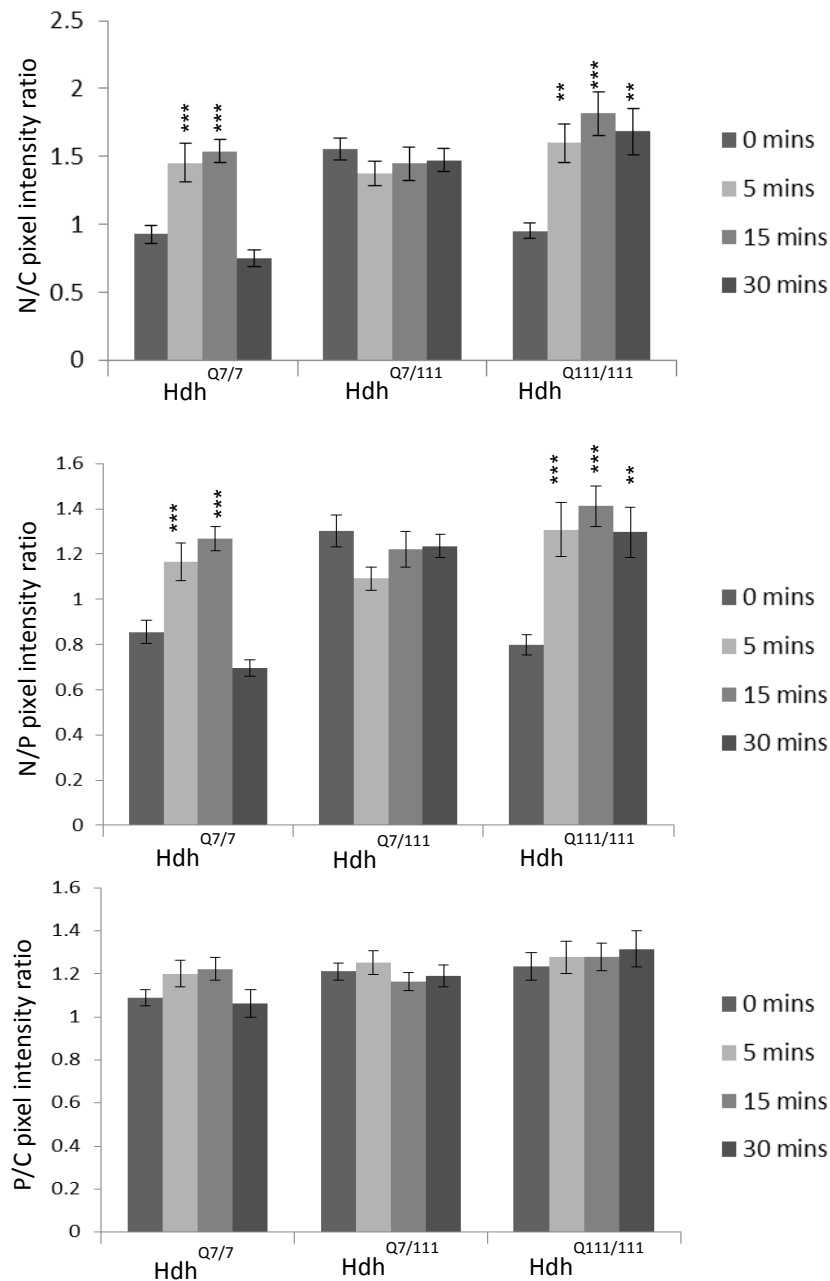 2.5
2
1.5
1
0.5
0
N/C pixel intensity ratio
*** *** ** *** **
Hdh Q7/7 Hdh Q7/111 Hdh Q111/111
0 mins
5 mins
15 mins
30 mins
1.6
1.4
1.2
1
0.8
0.6
0.4
0.2
0
N/P pixel intensity ratio
*** *** *** *** **
Hdh Q7/7 Hdh Q7/111 Hdh Q111/111
0 mins
5 mins
15 mins
30 mins
1.6
1.4
1.2
1
0.8
0.6
0.4
0.2
0
P/C pixel intensity ratio
Hdh Q7/7 Hdh Q7/111 Hdh Q111/111
0 mins
5 mins
15 mins
30 mins